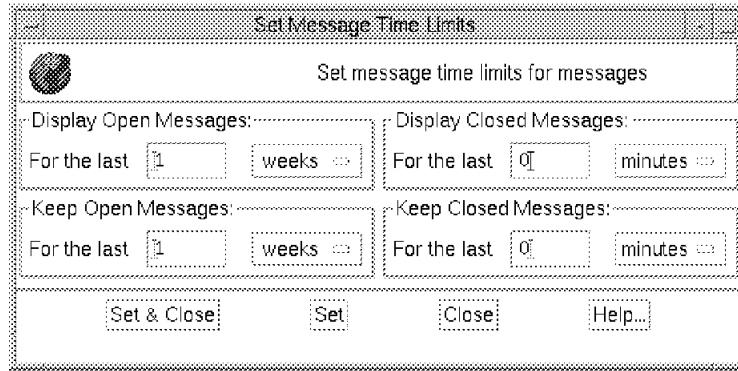 Set Message Time Limits
Set message time limits for messages
Display Open Messages:
For the last 1 weeks
Display Closed Messages:
For the last 0 minutes
Keep Open Messages:
For the last 1 weeks
Keep Closed Messages:
For the last 0 minutes
Set & Close Set Close Help...